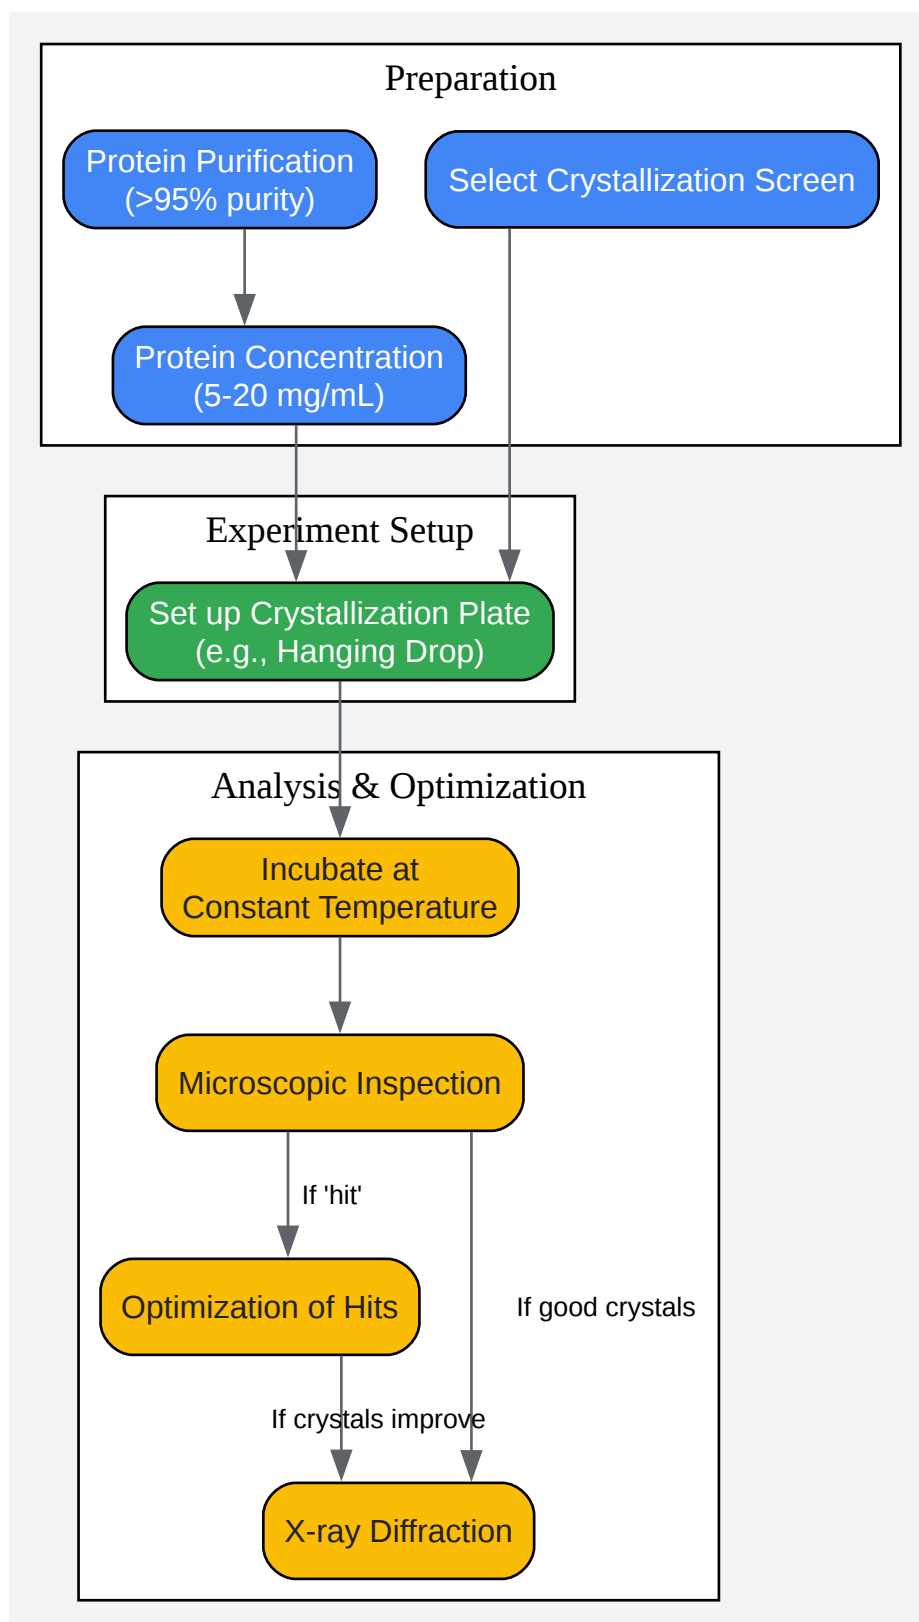 Preparation
Protein Purification
(>95% purity)
Select Crystallization Screen
Protein Concentration
(5-20 mg/mL)
Experiment Setup
Set up Crystallization Plate
(e.g., Hanging Drop)
Analysis & Optimization
Incubate at
Constant Temperature
Microscopic Inspection
If 'hit'
Optimization of Hits
If good crystals
If crystals improve
X-ray Diffraction